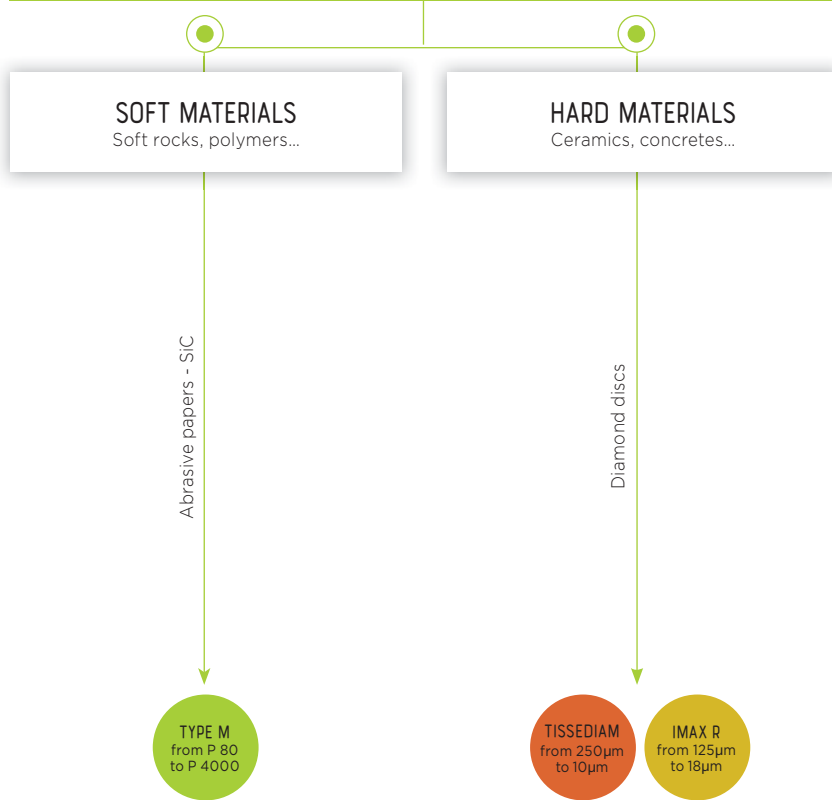 SOFT MATERIALS
Soft rocks, polymers...
HARD MATERIALS
Ceramics, concretes...
Abrasive papers - SiC
Diamond discs
TYPE M
from P 80
to P 4000
TISSEDIAM
from 250µm
to 10µm
IMAX R
from 125µm
to 18µm